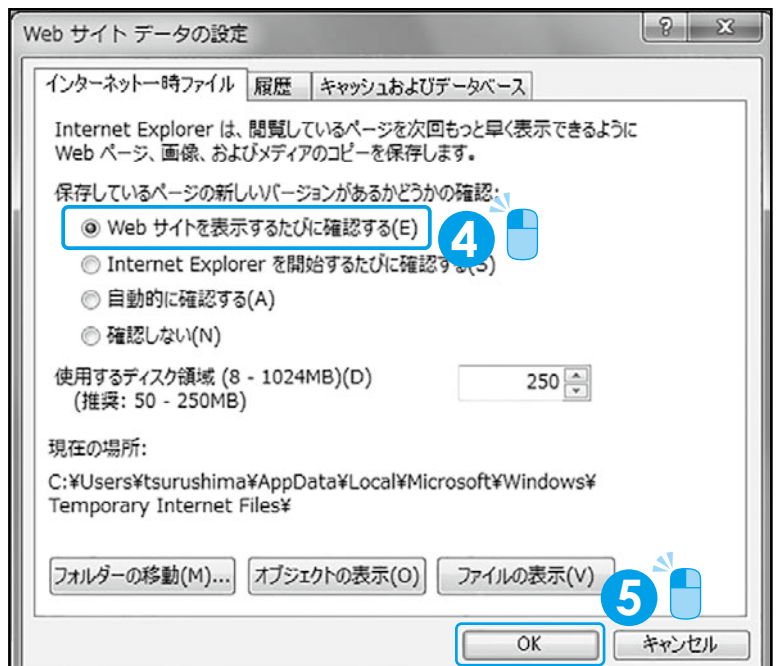 Web サイト データの設定
インターネット一時ファイル 履歴 キャッシュおよびデータベース
Internet Explorer は、閲覧しているページを次回もっと早く表示できるように
Web ページ、画像、およびメディアのコピーを保存します。
保存しているページの新しいバージョンがあるかどうかの確認:
Web サイトを表示するたびに確認する(E)
4
Internet Explorer を開始するたびに確認する(S)
自動的に確認する(A)
確認しない(N)
使用するディスク領域 (8 - 1024MB)(D) 250
(推奨: 50 - 250MB)
現在の場所:
C:¥Users¥tsurushima¥AppData¥Local¥Microsoft¥Windows¥
Temporary Internet Files¥
フォルダーの移動(M)... オブジェクトの表示(O) ファイルの表示(V)
5
OK キャンセル